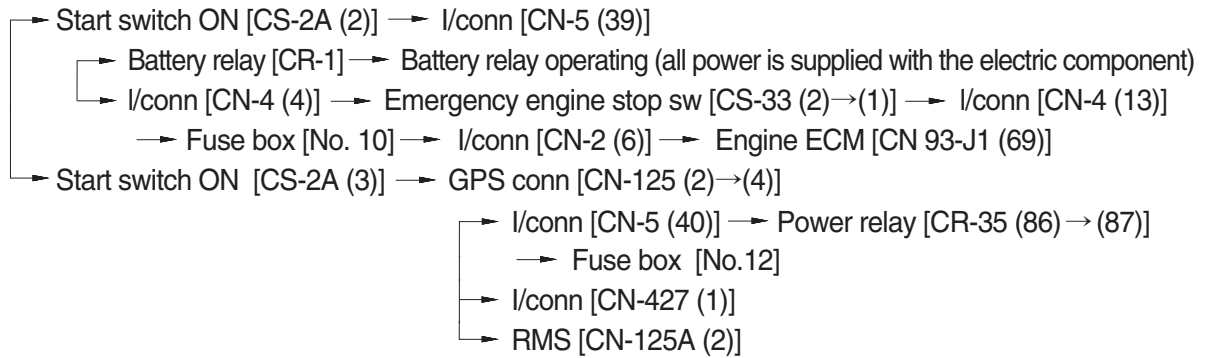 Start switch ON [CS-2A (2)] → I/conn [CN-5 (39)]
Battery relay [CR-1] → Battery relay operating (all power is supplied with the electric component)
I/conn [CN-4 (4)] → Emergency engine stop sw [CS-33 (2)→(1)] → I/conn [CN-4 (13)]
→ Fuse box [No. 10] → I/conn [CN-2 (6)] → Engine ECM [CN 93-J1 (69)]
Start switch ON [CS-2A (3)] → GPS conn [CN-125 (2)→(4)]
I/conn [CN-5 (40)] → Power relay [CR-35 (86)→(87)]
→ Fuse box [No.12]
I/conn [CN-427 (1)]
RMS [CN-125A (2)]